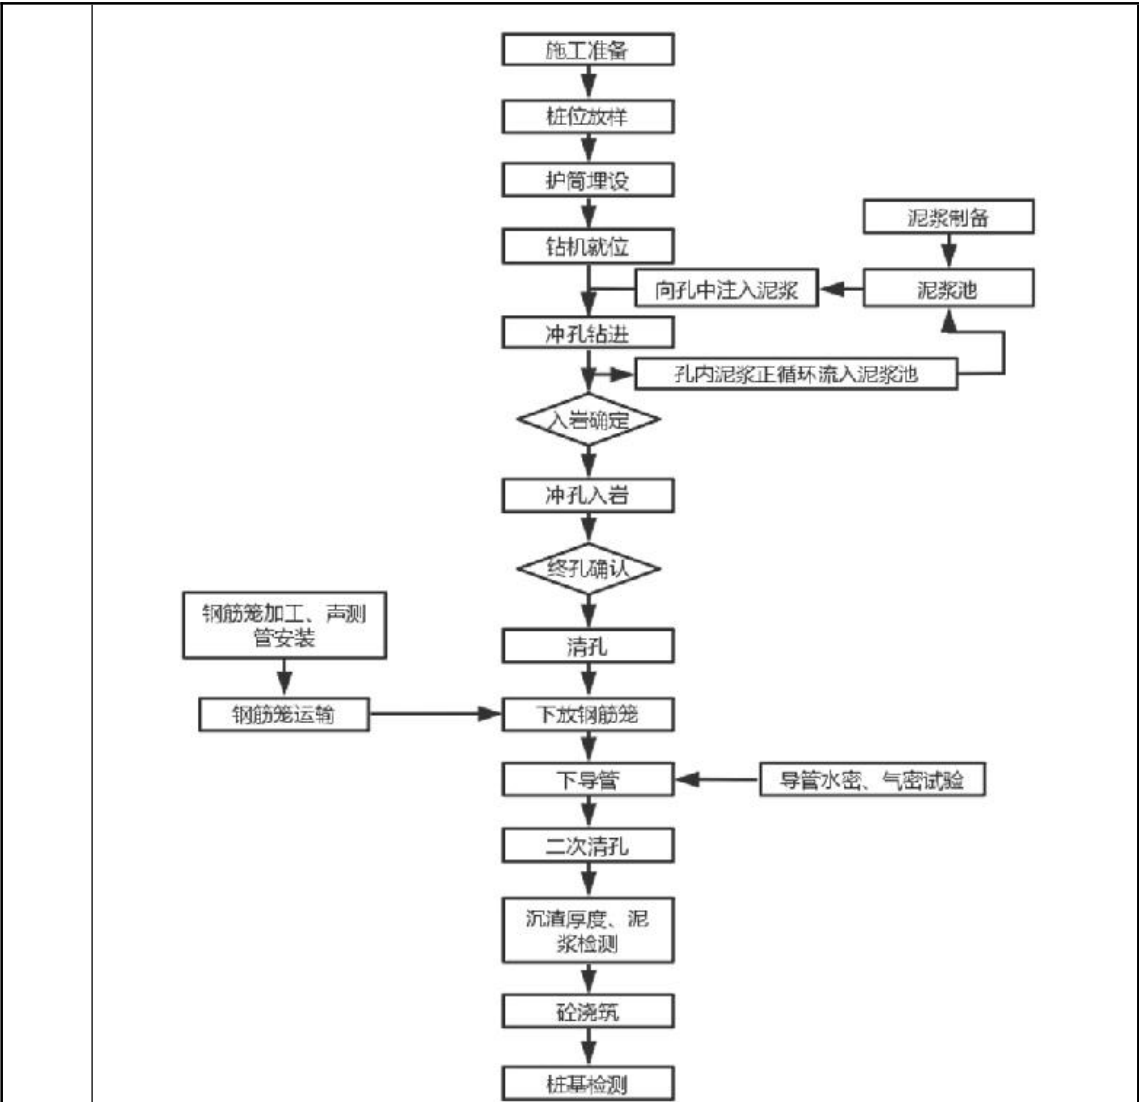 施工准备
桩位放样
护筒埋设
泥浆制备
钻机就位
向孔中注入泥浆
泥浆池
冲孔钻进
孔内泥浆正循环流入泥浆池
入岩确定
冲孔入岩
终孔确认
钢筋笼加工、声测
管安装
清孔
钢筋笼运输
下放钢筋笼
下导管
导管水密、气密试验
二次清孔
沉渣厚度、泥
浆检测
砼浇筑
桩基检测